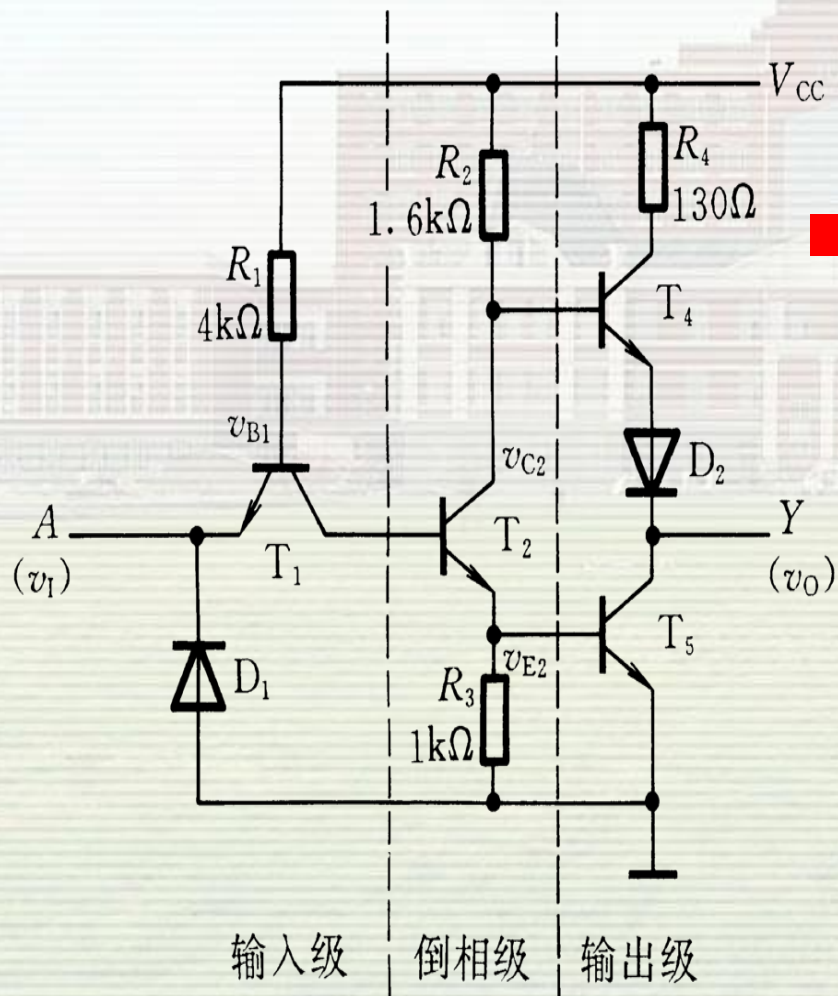 V_CC
R_2
1.6kΩ
R_4
130Ω
R_1
4kΩ
T_4
v_B1
v_C2
D_2
A
(v_I)
T_1
T_2
Y
(v_O)
D_1
v_E2
T_5
R_3
1kΩ
输入级 倒相级 输出级